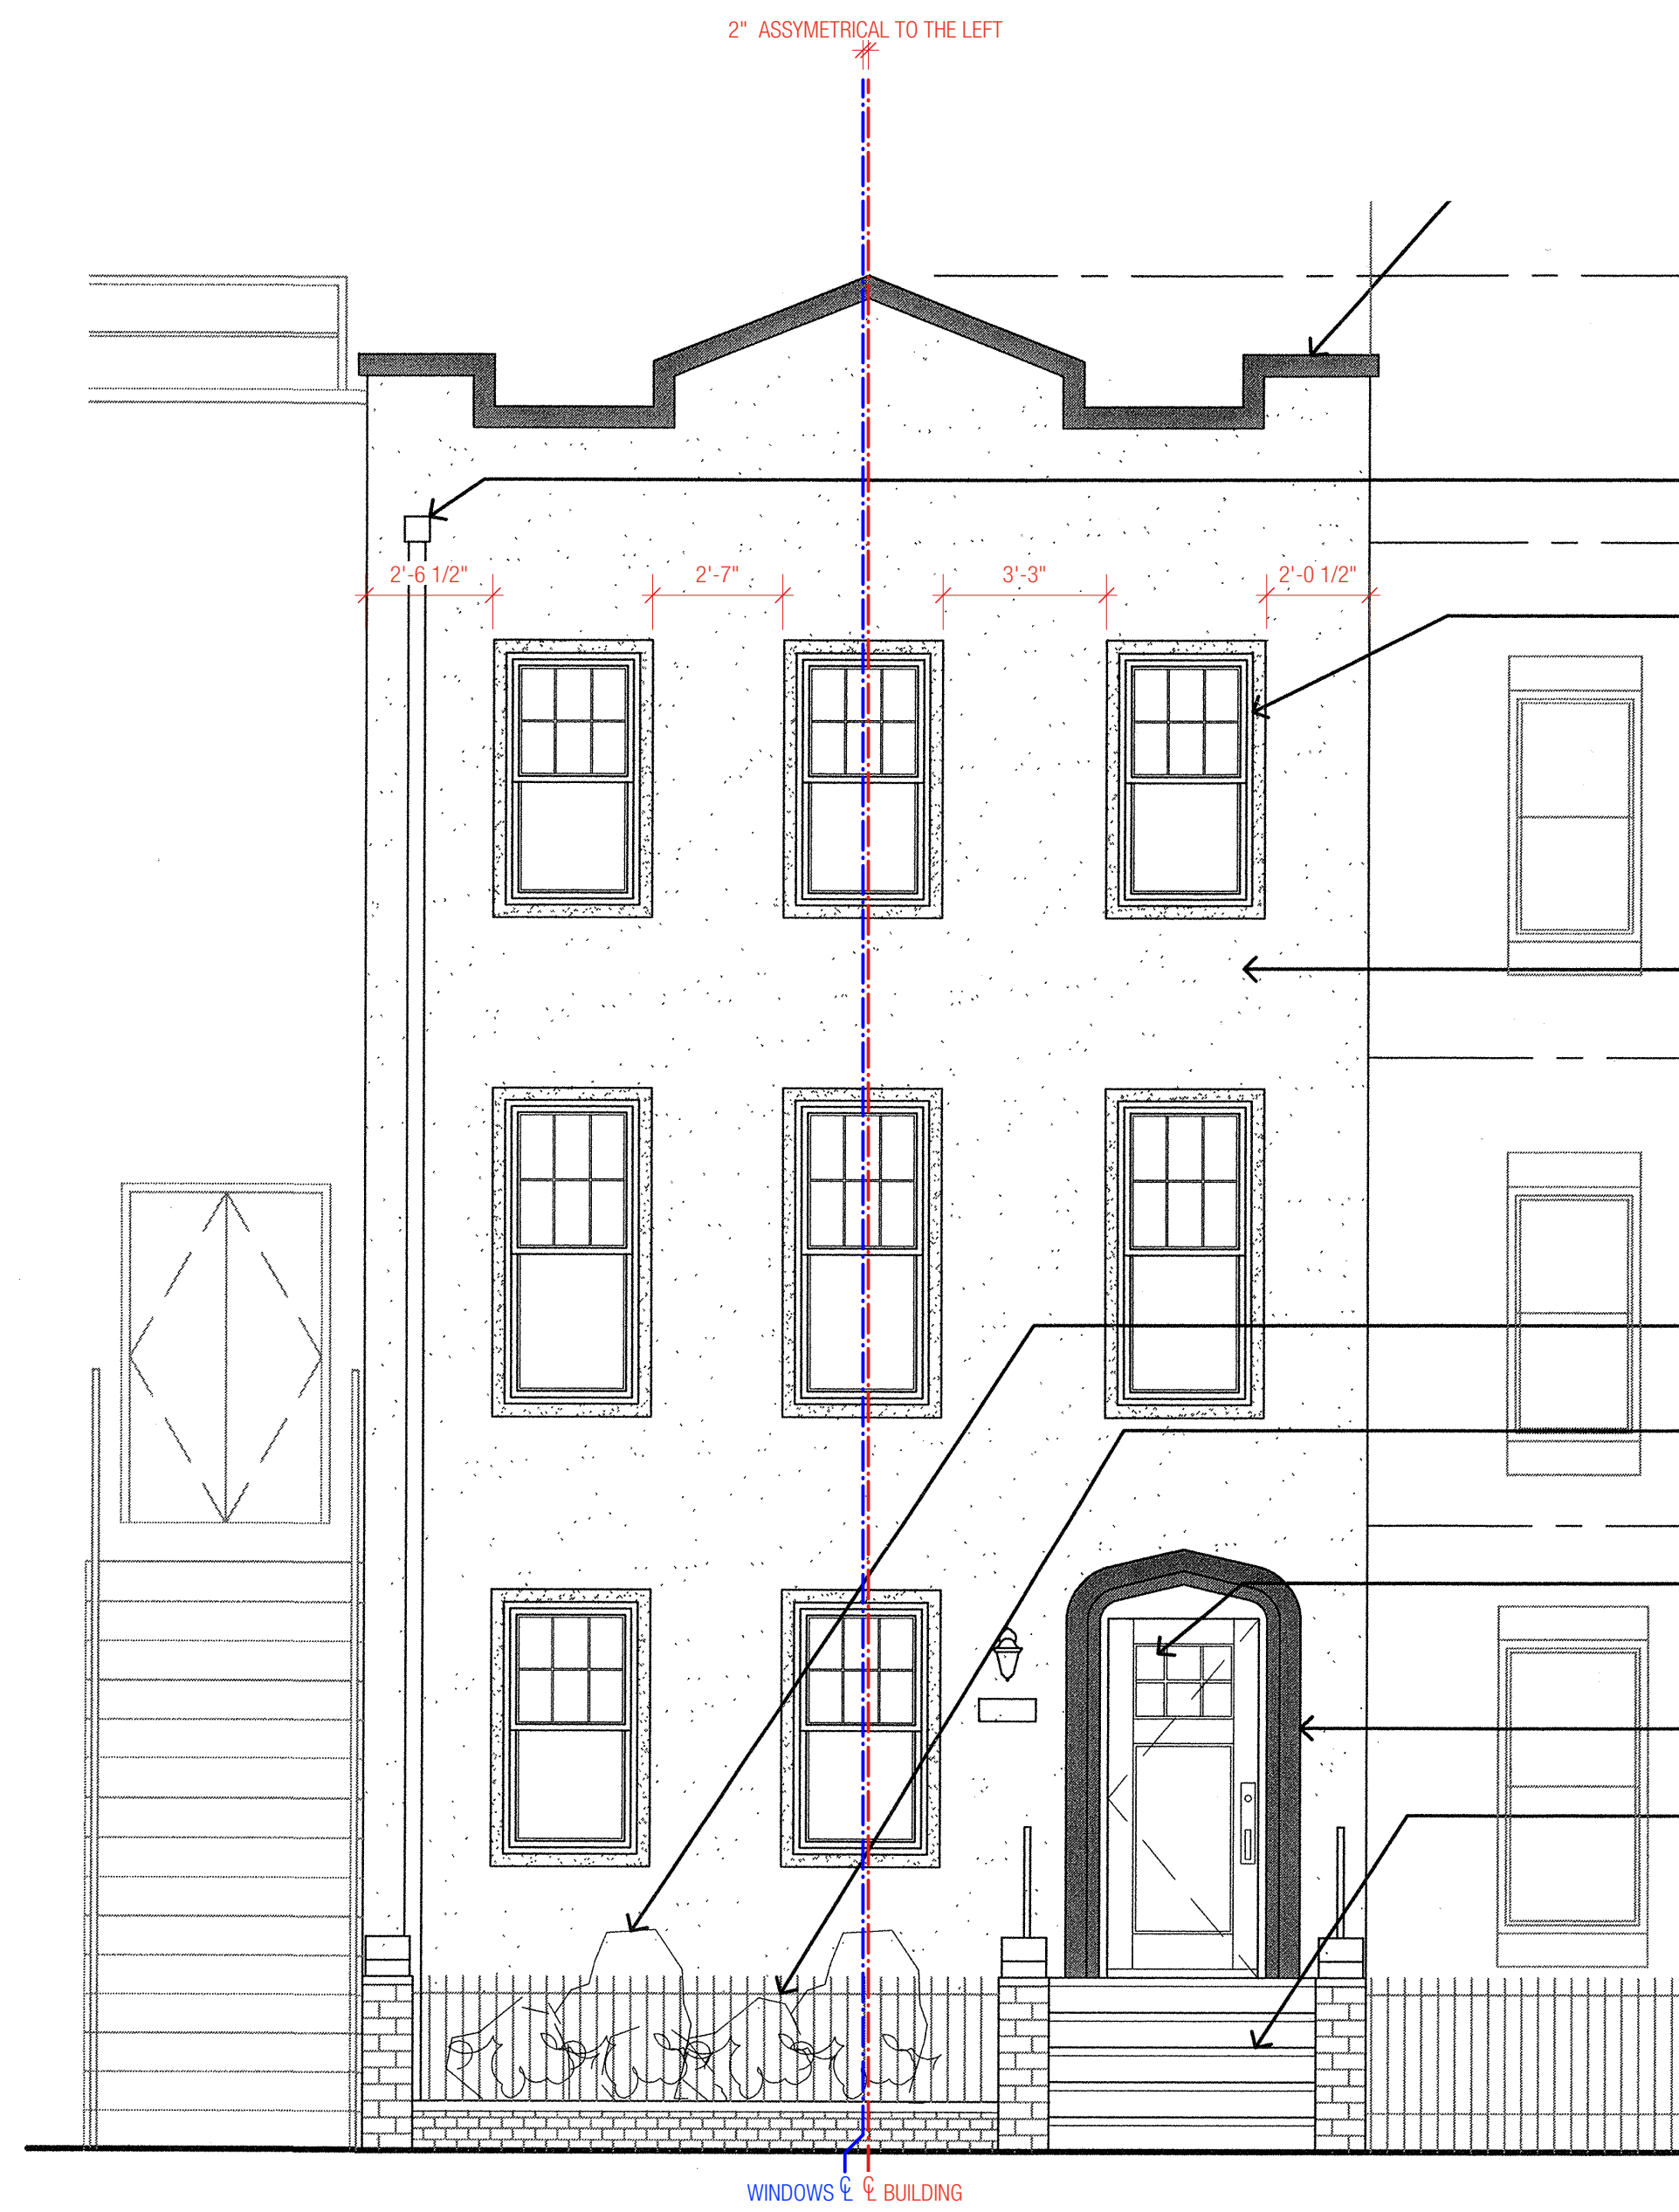 2" ASSYMETRICAL TO THE LEFT
2'-6 1/2"
2'-7"
3'-3"
2'-0 1/2"
WINDOWS ℄ ℄ BUILDING